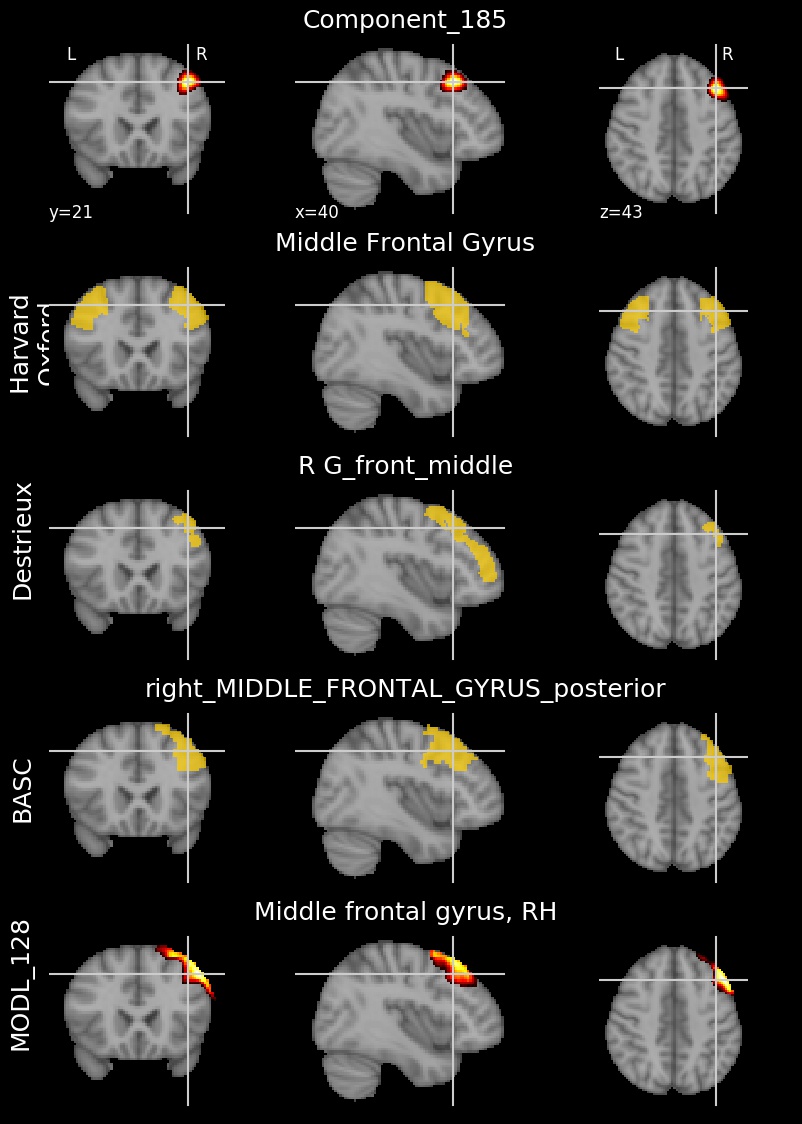 Component_185
L R
L R
y=21 x=40 z=43
Middle Frontal Gyrus
Harvard
Oxford
R G_front_middle
Destrieux
right_MIDDLE_FRONTAL_GYRUS_posterior
BASC
Middle frontal gyrus, RH
MODL_128